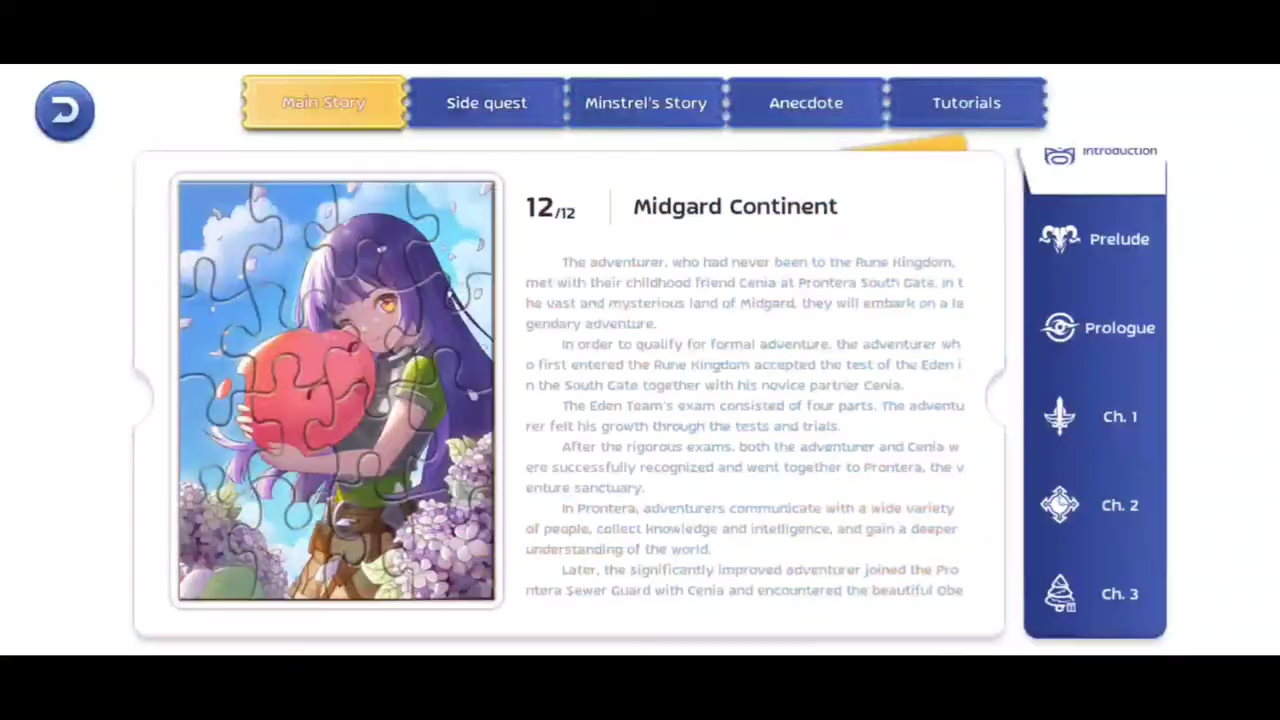 Main Story
Side quest
Minstrel's Story
Anecdote
Tutorials
12/12
Midgard Continent
The adventurer, who had never been to the Rune Kingdom,
met with their childhood friend Cenia at Prontera South Gate. In t
he vast and mysterious land of Midgard, they will embark on a le
gendary adventure.
In order to qualify for formal adventure, the adventurer wh
o first entered the Rune Kingdom accepted the test of the Eden i
n the South Gate together with his novice partner Cenia.
The Eden Team's exam consisted of four parts. The adventu
rer felt his growth through the tests and trials.
After the rigorous exams, both the adventurer and Cenia w
ere successfully recognized and went together to Prontera, the v
enture sanctuary.
In Prontera, adventurers communicate with a wide variety
of people, collect knowledge and intelligence, and gain a deeper
understanding of the world.
Later, the significantly improved adventurer joined the Pro
ntera Sewer Guard with Cenia and encountered the beautiful Obe
Introduction
Prelude
Prologue
Ch. 1
Ch. 2
Ch. 3